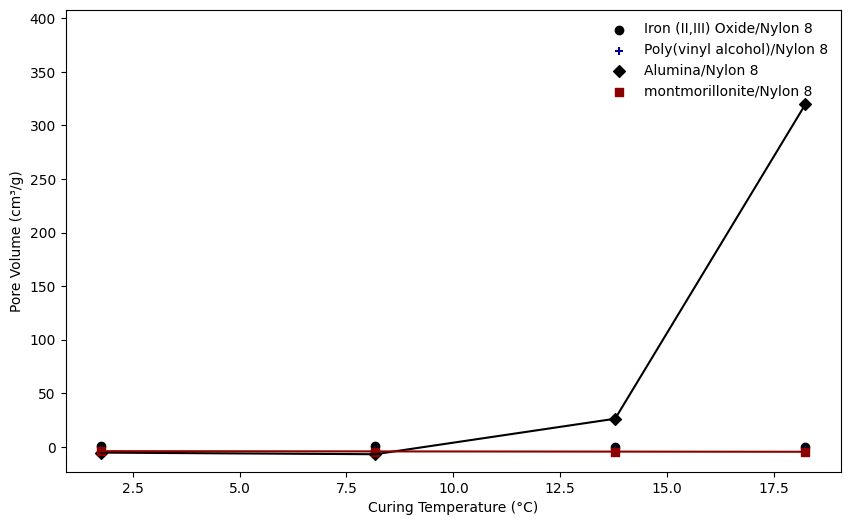 400
350
300
250
200
150
100
50
0
Pore Volume (cm³/g)
Iron (II,III) Oxide/Nylon 8
Poly(vinyl alcohol)/Nylon 8
Alumina/Nylon 8
montmorillonite/Nylon 8
2.5 5.0 7.5 10.0 12.5 15.0 17.5
Curing Temperature (°C)